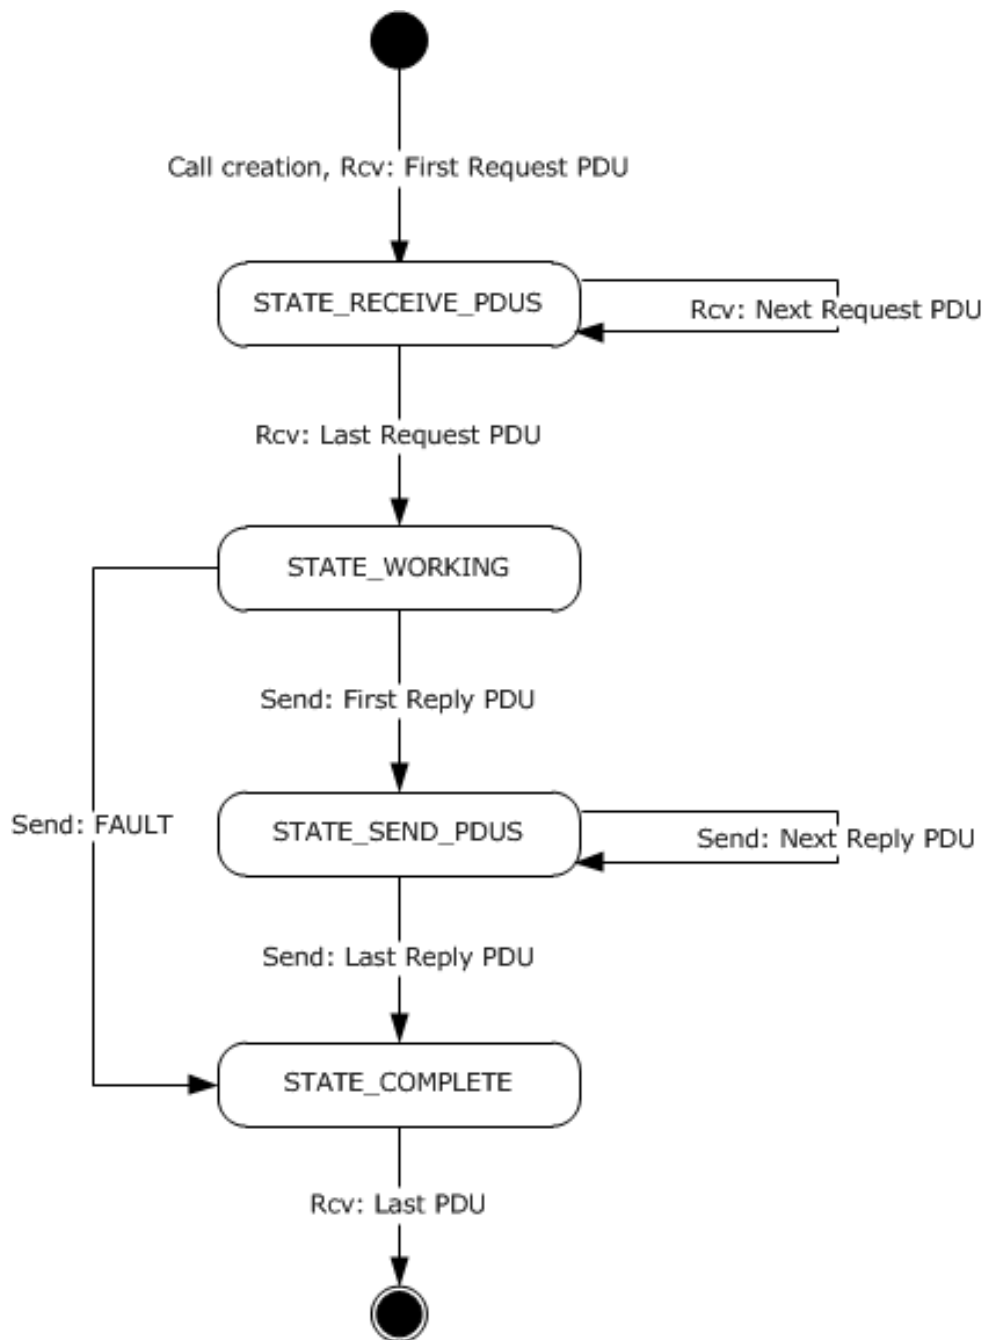 Call creation, Rcv: First Request PDU
STATE_RECEIVE_PDUS
Rcv: Next Request PDU
Rcv: Last Request PDU
STATE_WORKING
Send: First Reply PDU
Send: FAULT
STATE_SEND_PDUS
Send: Next Reply PDU
Send: Last Reply PDU
STATE_COMPLETE
Rcv: Last PDU